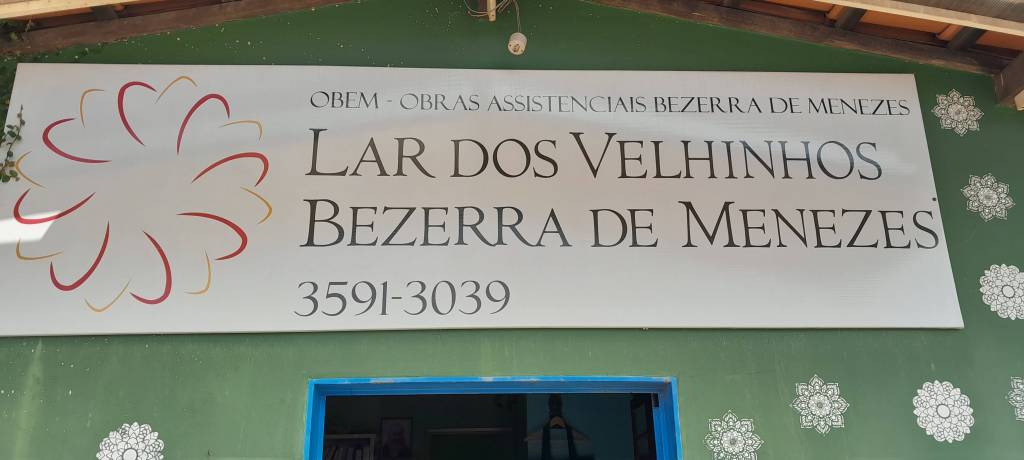 OBEM - OBRAS ASSISTENCIAIS BEZERRA DE MENEZES
LAR DOS VELHINHOS
BEZERRA DE MENEZES
3591-3039